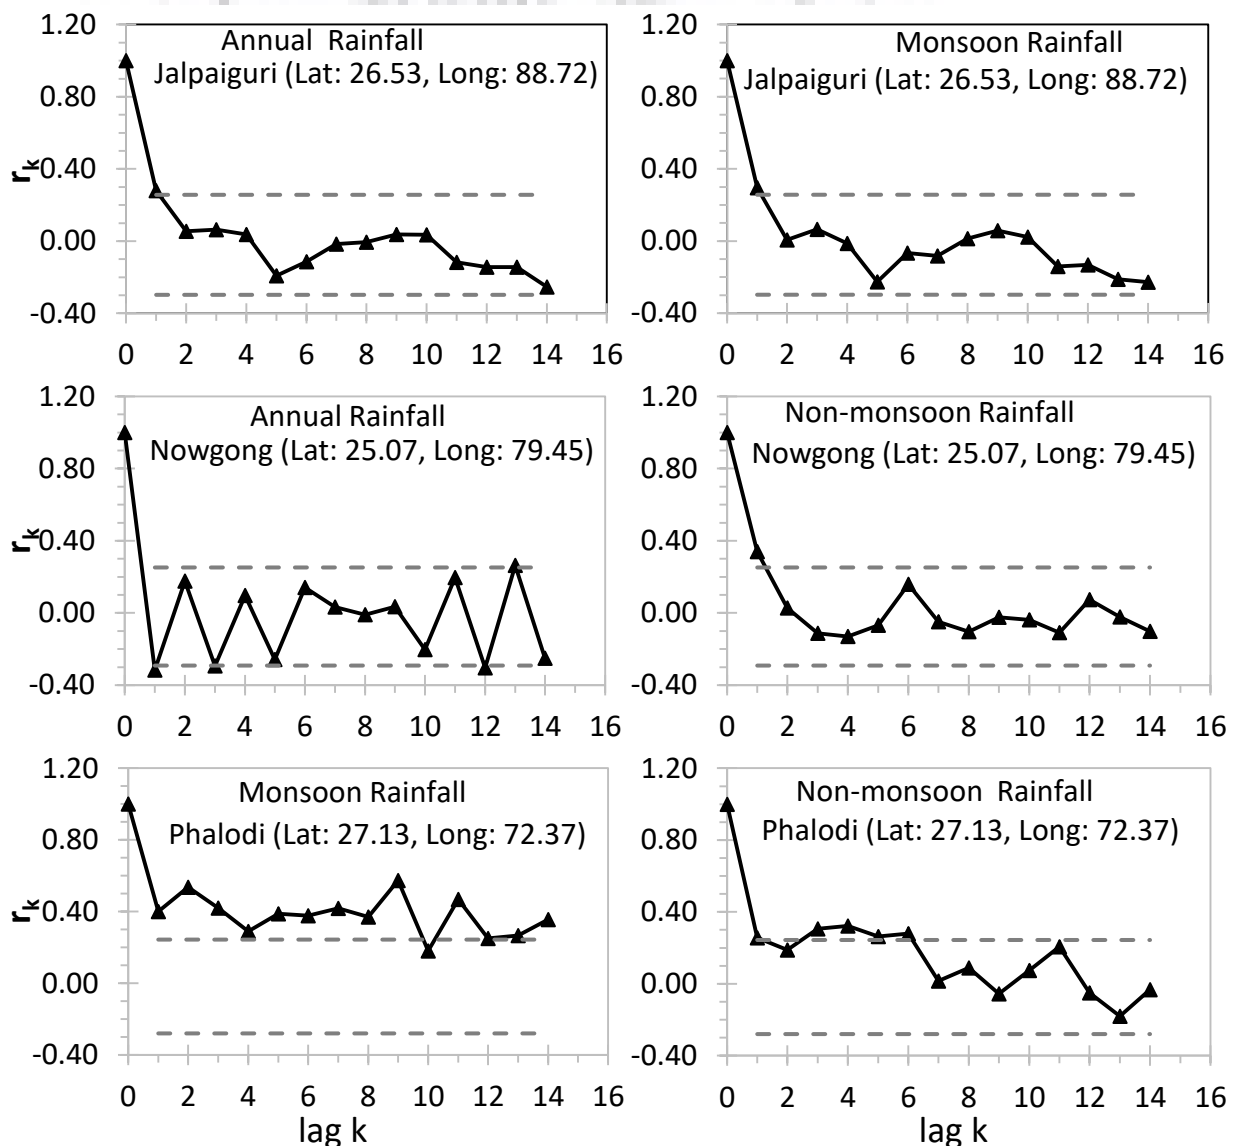 1.20
0.80
0.40
0.00
-0.40
r_k
Annual Rainfall
Jalpaiguri (Lat: 26.53, Long: 88.72)
0 2 4 6 8 10 12 14 16
1.20
0.80
0.40
0.00
-0.40
Monsoon Rainfall
Jalpaiguri (Lat: 26.53, Long: 88.72)
0 2 4 6 8 10 12 14 16
1.20
0.80
0.40
0.00
-0.40
r_k
Annual Rainfall
Nowgong (Lat: 25.07, Long: 79.45)
0 2 4 6 8 10 12 14 16
1.20
0.80
0.40
0.00
-0.40
Non-monsoon Rainfall
Nowgong (Lat: 25.07, Long: 79.45)
0 2 4 6 8 10 12 14 16
1.20
0.80
0.40
0.00
-0.40
r_k
Monsoon Rainfall
Phalodi (Lat: 27.13, Long: 72.37)
0 2 4 6 8 10 12 14 16
lag k
1.20
0.80
0.40
0.00
-0.40
Non-monsoon Rainfall
Phalodi (Lat: 27.13, Long: 72.37)
0 2 4 6 8 10 12 14 16
lag k